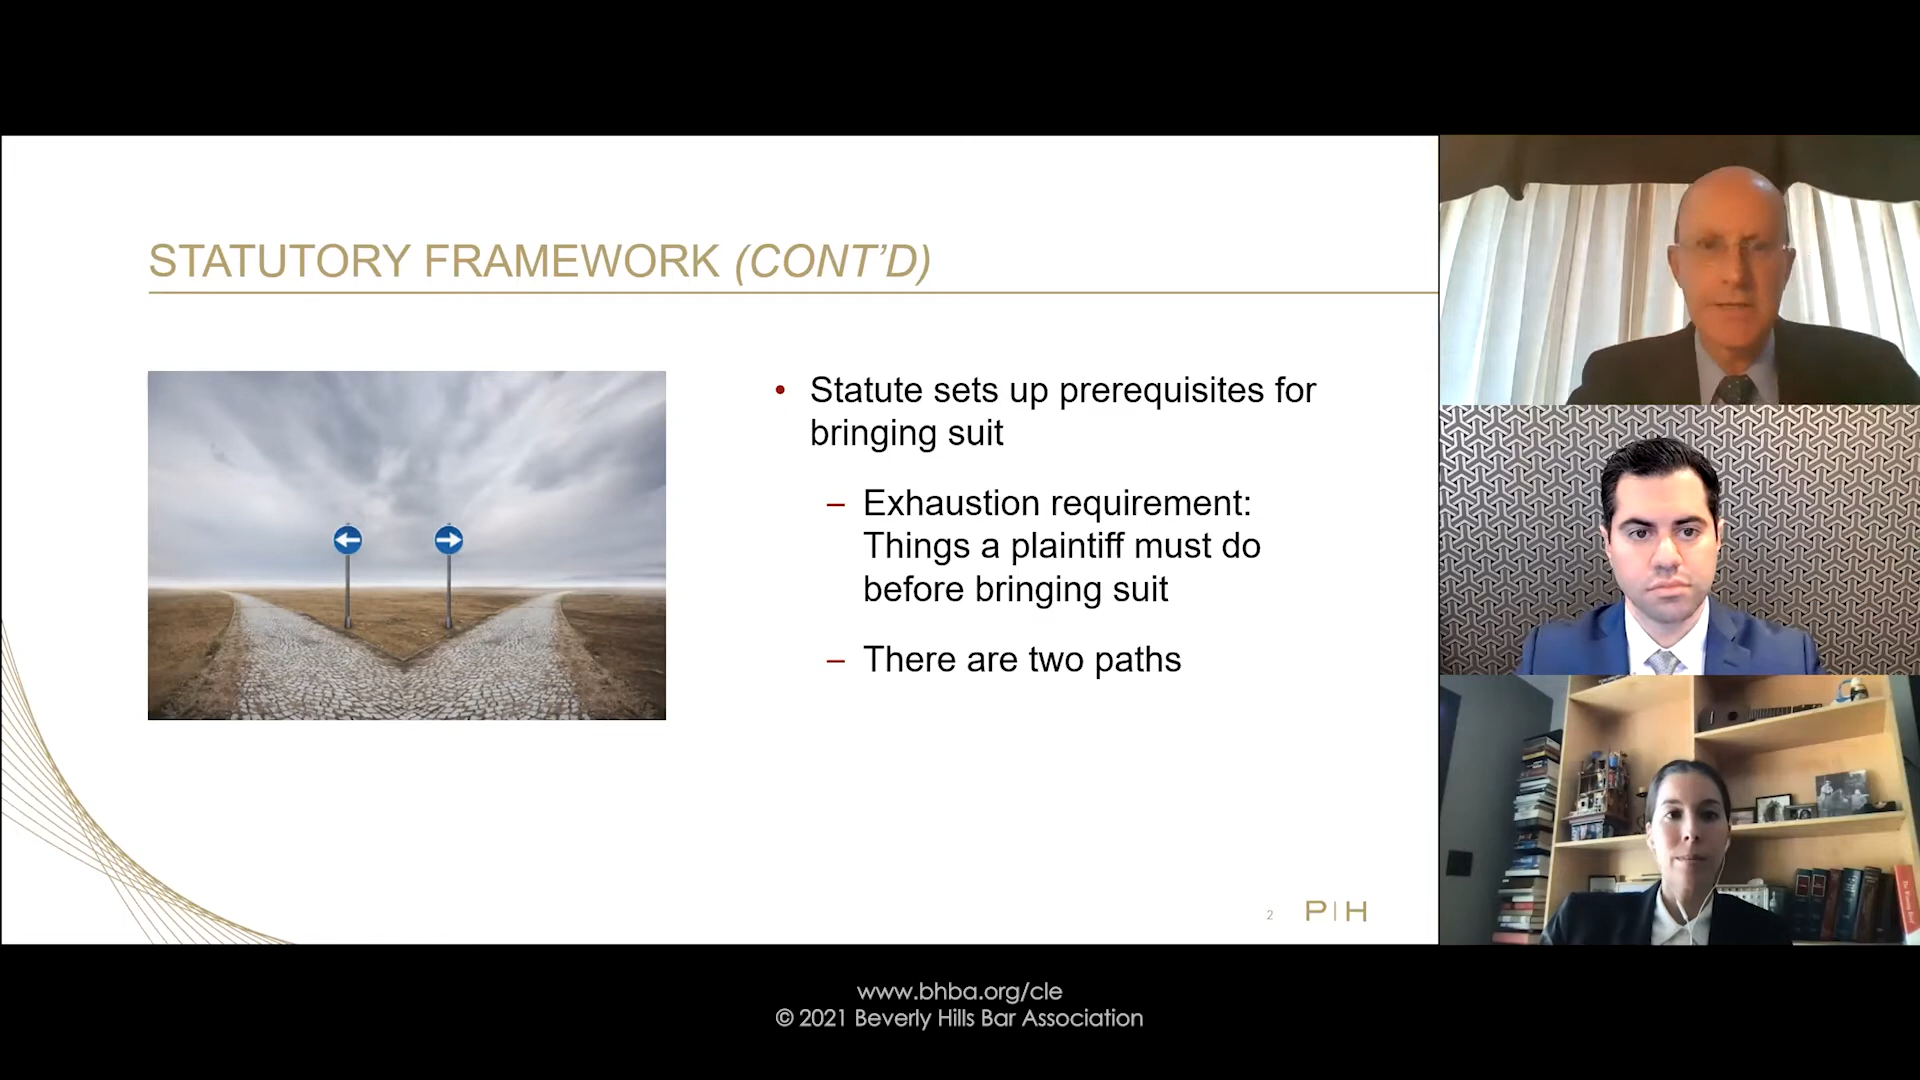 STATUTORY FRAMEWORK (CONT’D)
• Statute sets up prerequisites for
bringing suit
– Exhaustion requirement:
Things a plaintiff must do
before bringing suit
– There are two paths
2
P|H
www.bhba.org/cle
© 2021 Beverly Hills Bar Association